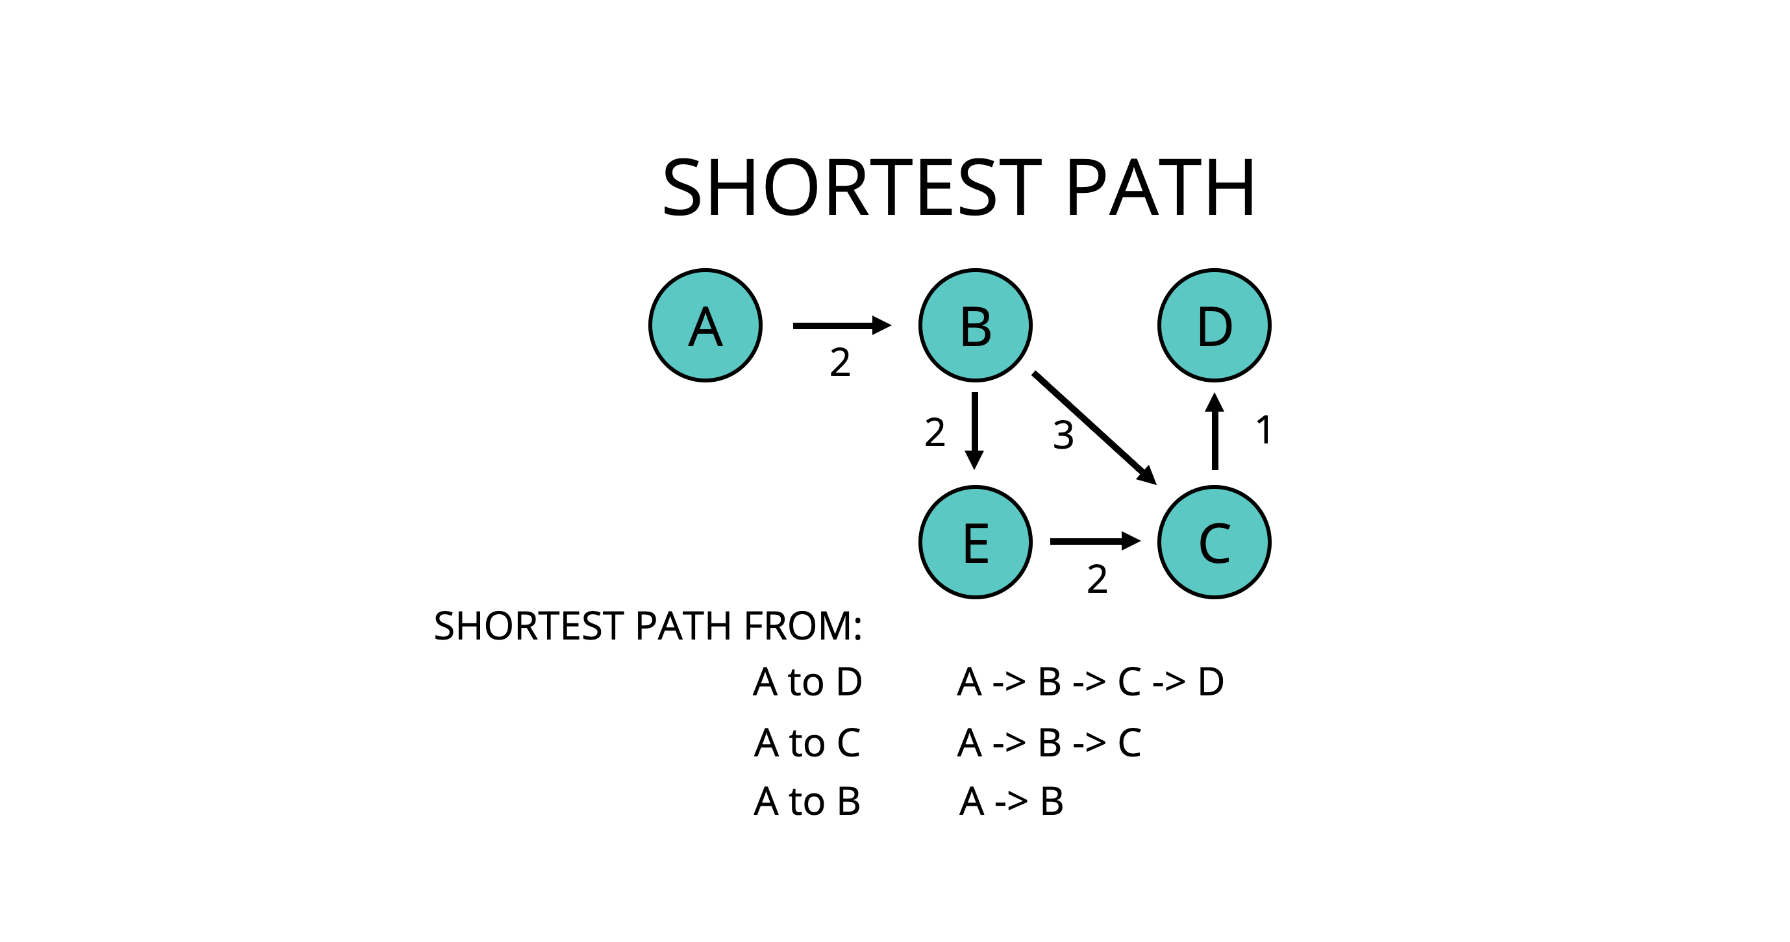 SHORTEST PATH
A
B
D
2
2
3
1
E
C
2
SHORTEST PATH FROM:
A to D A -> B -> C -> D
A to C A -> B -> C
A to B A -> B